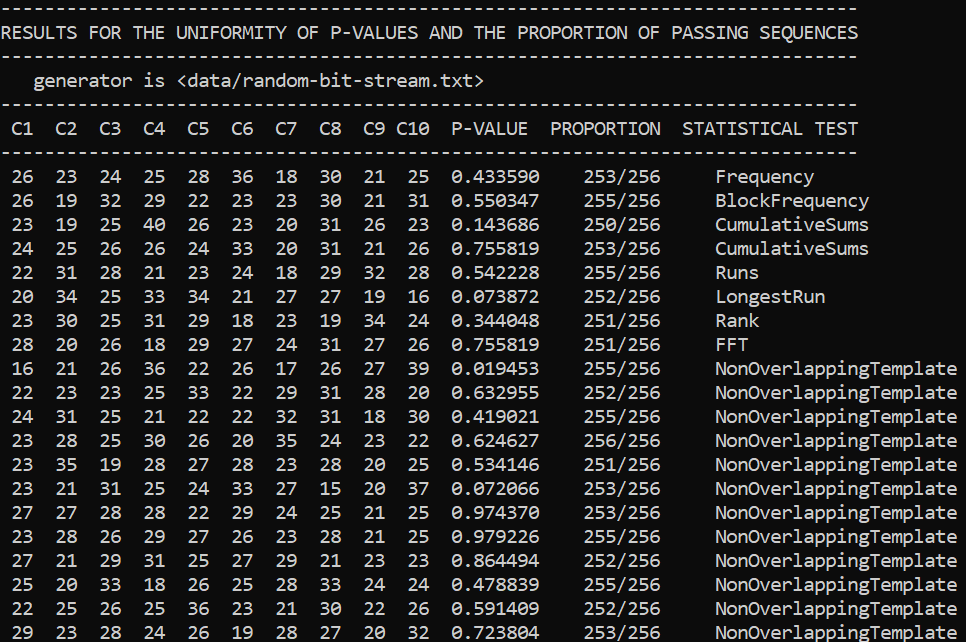 ------------------------------------------------------------------------------
RESULTS FOR THE UNIFORMITY OF P-VALUES AND THE PROPORTION OF PASSING SEQUENCES
------------------------------------------------------------------------------
   generator is <data/random-bit-stream.txt>
------------------------------------------------------------------------------
 C1  C2  C3  C4  C5  C6  C7  C8  C9 C10  P-VALUE  PROPORTION  STATISTICAL TEST
------------------------------------------------------------------------------
 26  23  24  25  28  36  18  30  21  25  0.433590    253/256     Frequency
 26  19  32  29  22  23  23  30  21  31  0.550347    255/256     BlockFrequency
 23  19  25  40  26  23  20  31  26  23  0.143686    250/256     CumulativeSums
 24  25  26  26  24  33  20  31  21  26  0.755819    253/256     CumulativeSums
 22  31  28  21  23  24  18  29  32  28  0.542228    255/256     Runs
 20  34  25  33  34  21  27  27  19  16  0.073872    252/256     LongestRun
 23  30  25  31  29  18  23  19  34  24  0.344048    251/256     Rank
 28  20  26  18  29  27  24  31  27  26  0.755819    251/256     FFT
 16  21  26  36  22  26  17  26  27  39  0.019453    255/256     NonOverlappingTemplate
 22  23  23  25  33  22  29  31  28  20  0.632955    252/256     NonOverlappingTemplate
 24  31  25  21  22  22  32  31  18  30  0.419021    255/256     NonOverlappingTemplate
 23  28  25  30  26  20  35  24  23  22  0.624627    256/256     NonOverlappingTemplate
 23  35  19  28  27  28  23  28  20  25  0.534146    251/256     NonOverlappingTemplate
 23  21  31  25  24  33  27  15  20  37  0.072066    253/256     NonOverlappingTemplate
 27  27  28  28  22  29  24  25  21  25  0.974370    253/256     NonOverlappingTemplate
 23  28  26  29  27  26  23  28  21  25  0.979226    255/256     NonOverlappingTemplate
 27  21  29  31  25  27  29  21  23  23  0.864494    252/256     NonOverlappingTemplate
 25  20  33  18  26  25  28  33  24  24  0.478839    255/256     NonOverlappingTemplate
 22  25  26  25  36  23  21  30  22  26  0.591409    252/256     NonOverlappingTemplate
 29  23  28  24  26  19  28  27  20  32  0.723804    253/256     NonOverlappingTemplate